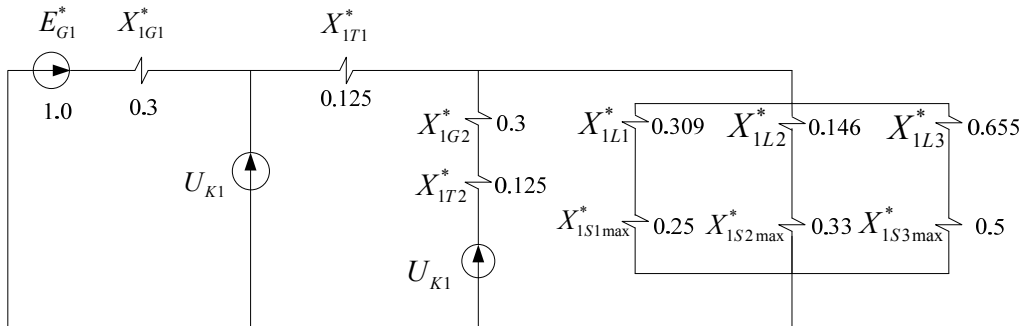 E*G1 X*1G1 X*1T1
1.0 0.3 0.125
X*1G2 0.3
X*1T2 0.125
UK1
UK1
X*1L1 0.309 X*1L2 0.146 X*1L3 0.655
X*1S1max 0.25 X*1S2max 0.33 X*1S3max 0.5